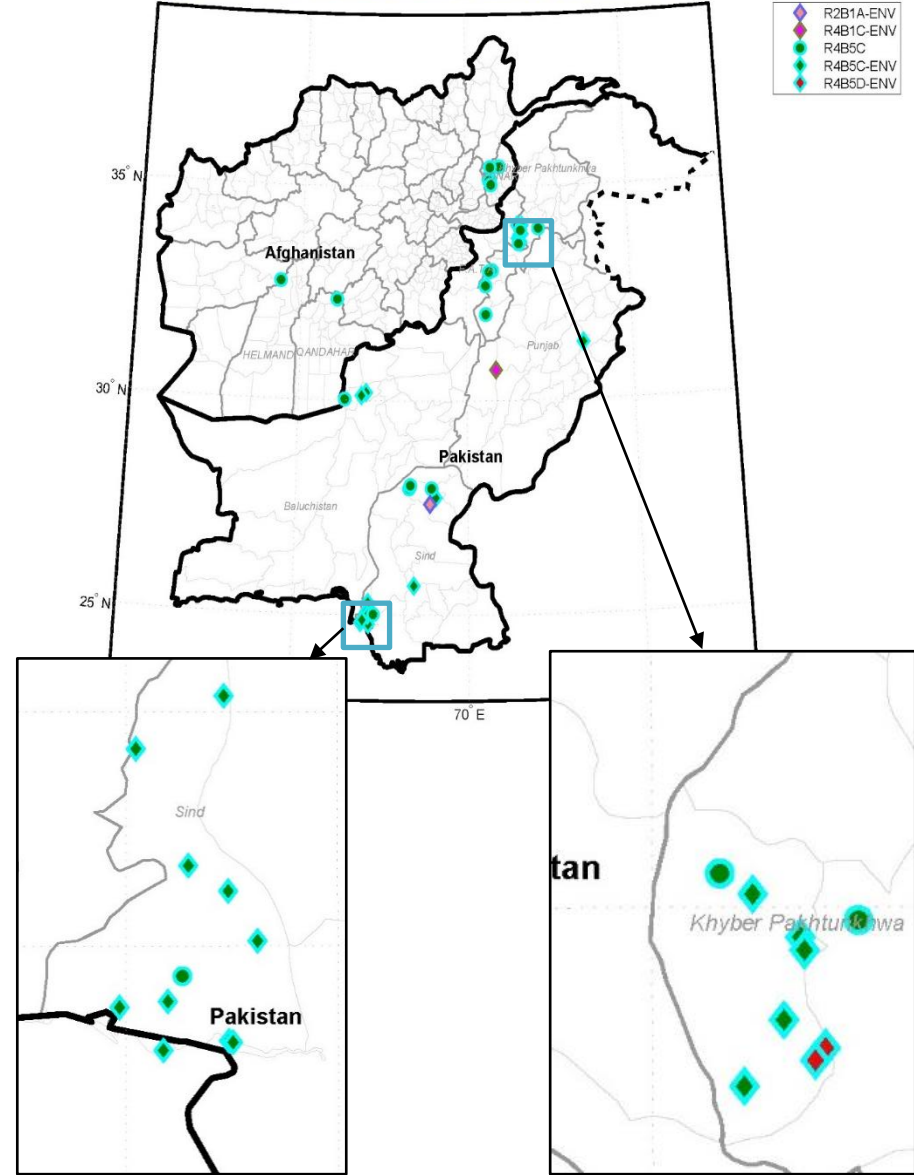 R2B1A-ENV
R4B1C-ENV
R4B5C
R4B5C-ENV
R4B5D-ENV
35° N
Khyber Pakhtunkhwa
Afghanistan
HELMAND
QANDAHAR
Punjab
30° N
Pakistan
Baluchistan
Sind
25° N
70° E
Sind
Pakistan
tan
Khyber Pakhtunkhwa